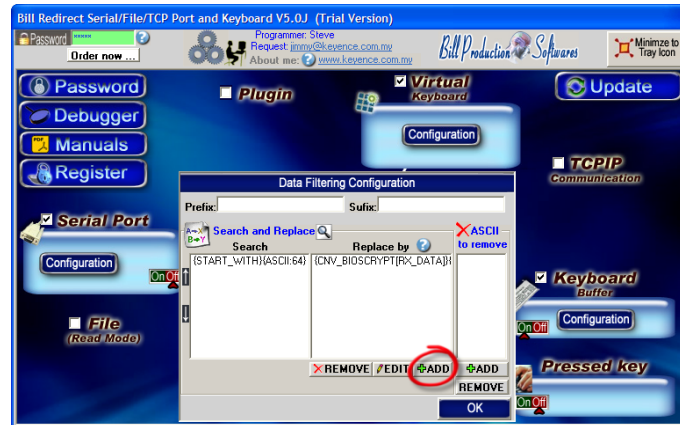 Bill Redirect Serial/File/TCP Port and Keyboard V5.0J (Trial Version)
Password *****
Order now ...
Programmer: Steve
Request: jimmy@keyence.com.my
About me: www.keyence.com.my
Bill Production Softwares
Minimze to
Tray Icon
Password
Debugger
Manuals
Register
Plugin
Virtual
Keyboard
Configuration
Update
TCPIP
Communication
Data Filtering Configuration
Prefix:
Sufix:
Search and Replace
Search
Replace by
ASCII
to remove
{START_WITH}{ASCII:64}
{CNV_BIOSCRYPT[RX_DATA]}{
REMOVE
EDIT
ADD
ADD
REMOVE
OK
Serial Port
Configuration
On Off
File
(Read Mode)
Keyboard
Buffer
On Off
Configuration
Pressed key
On Off